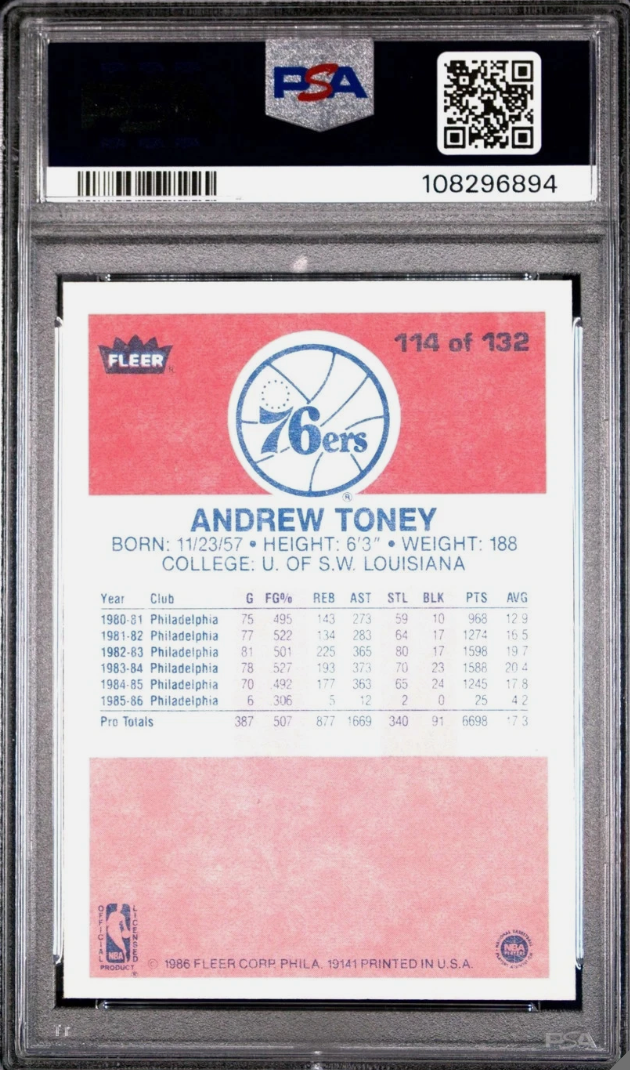 PSA
108296894
FLEER
114 of 132
76ers
ANDREW TONEY
BORN: 11/23/57 • HEIGHT: 6'3" • WEIGHT: 188
COLLEGE: U. OF S.W. LOUISIANA
Year Club G FG% REB AST STL BLK PTS AVG
1980-81 Philadelphia 75 .495 143 273 59 10 968 12.9
1981-82 Philadelphia 77 .522 134 283 64 17 1274 16.5
1982-83 Philadelphia 81 .501 225 365 80 17 1598 19.7
1983-84 Philadelphia 78 .527 193 373 70 23 1588 20.4
1984-85 Philadelphia 70 .492 177 363 65 24 1245 17.8
1985-86 Philadelphia 6 .306 5 12 2 0 25 4.2
Pro Totals 387 .507 877 1669 340 91 6698 17.3
OFFICIAL LICENSED
NBA
PRODUCT
© 1986 FLEER CORP. PHILA. 19141 PRINTED IN U.S.A.
NBA
PLAYERS
PSA